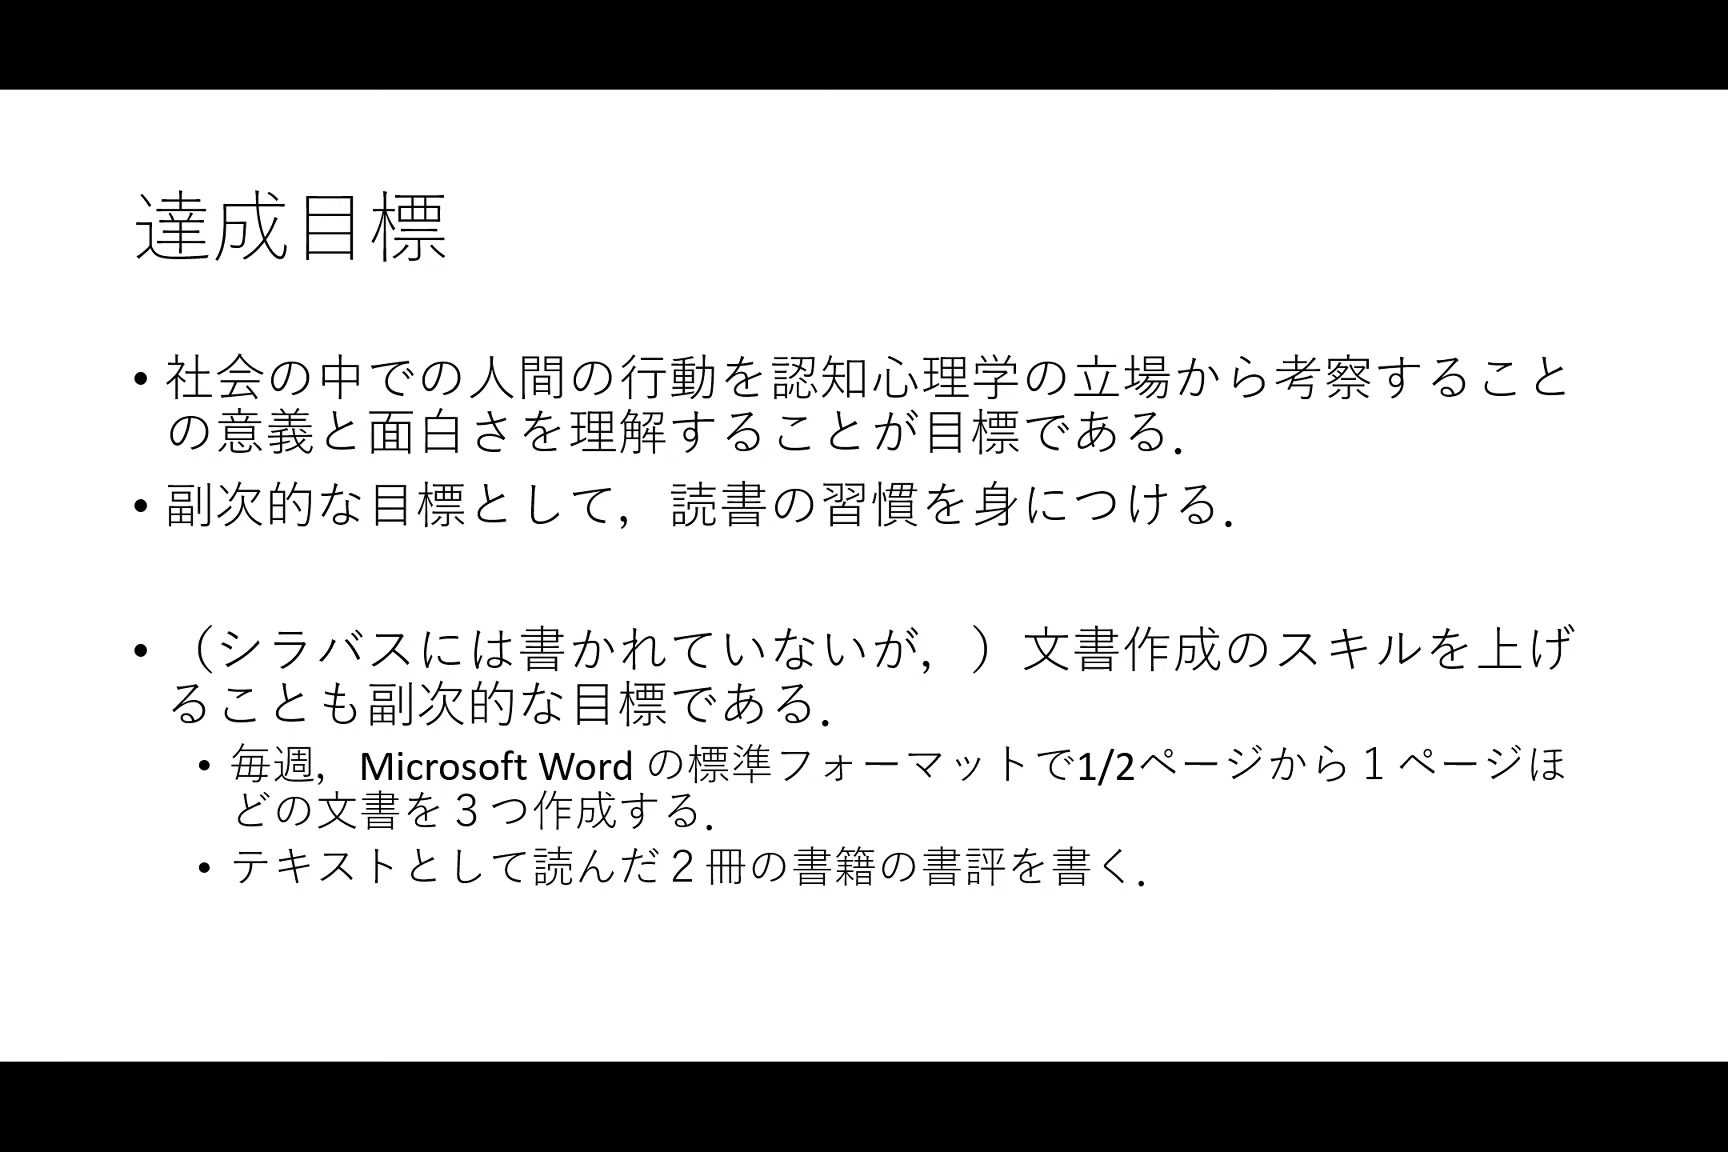 達成目標
• 社会の中での人間の行動を認知心理学の立場から考察すること
の意義と面白さを理解することが目標である．
• 副次的な目標として，読書の習慣を身につける．
• （シラバスには書かれていないが，）文書作成のスキルを上げ
ることも副次的な目標である．
• 毎週，Microsoft Word の標準フォーマットで1/2ページから１ページほ
どの文書を３つ作成する．
• テキストとして読んだ２冊の書籍の書評を書く．